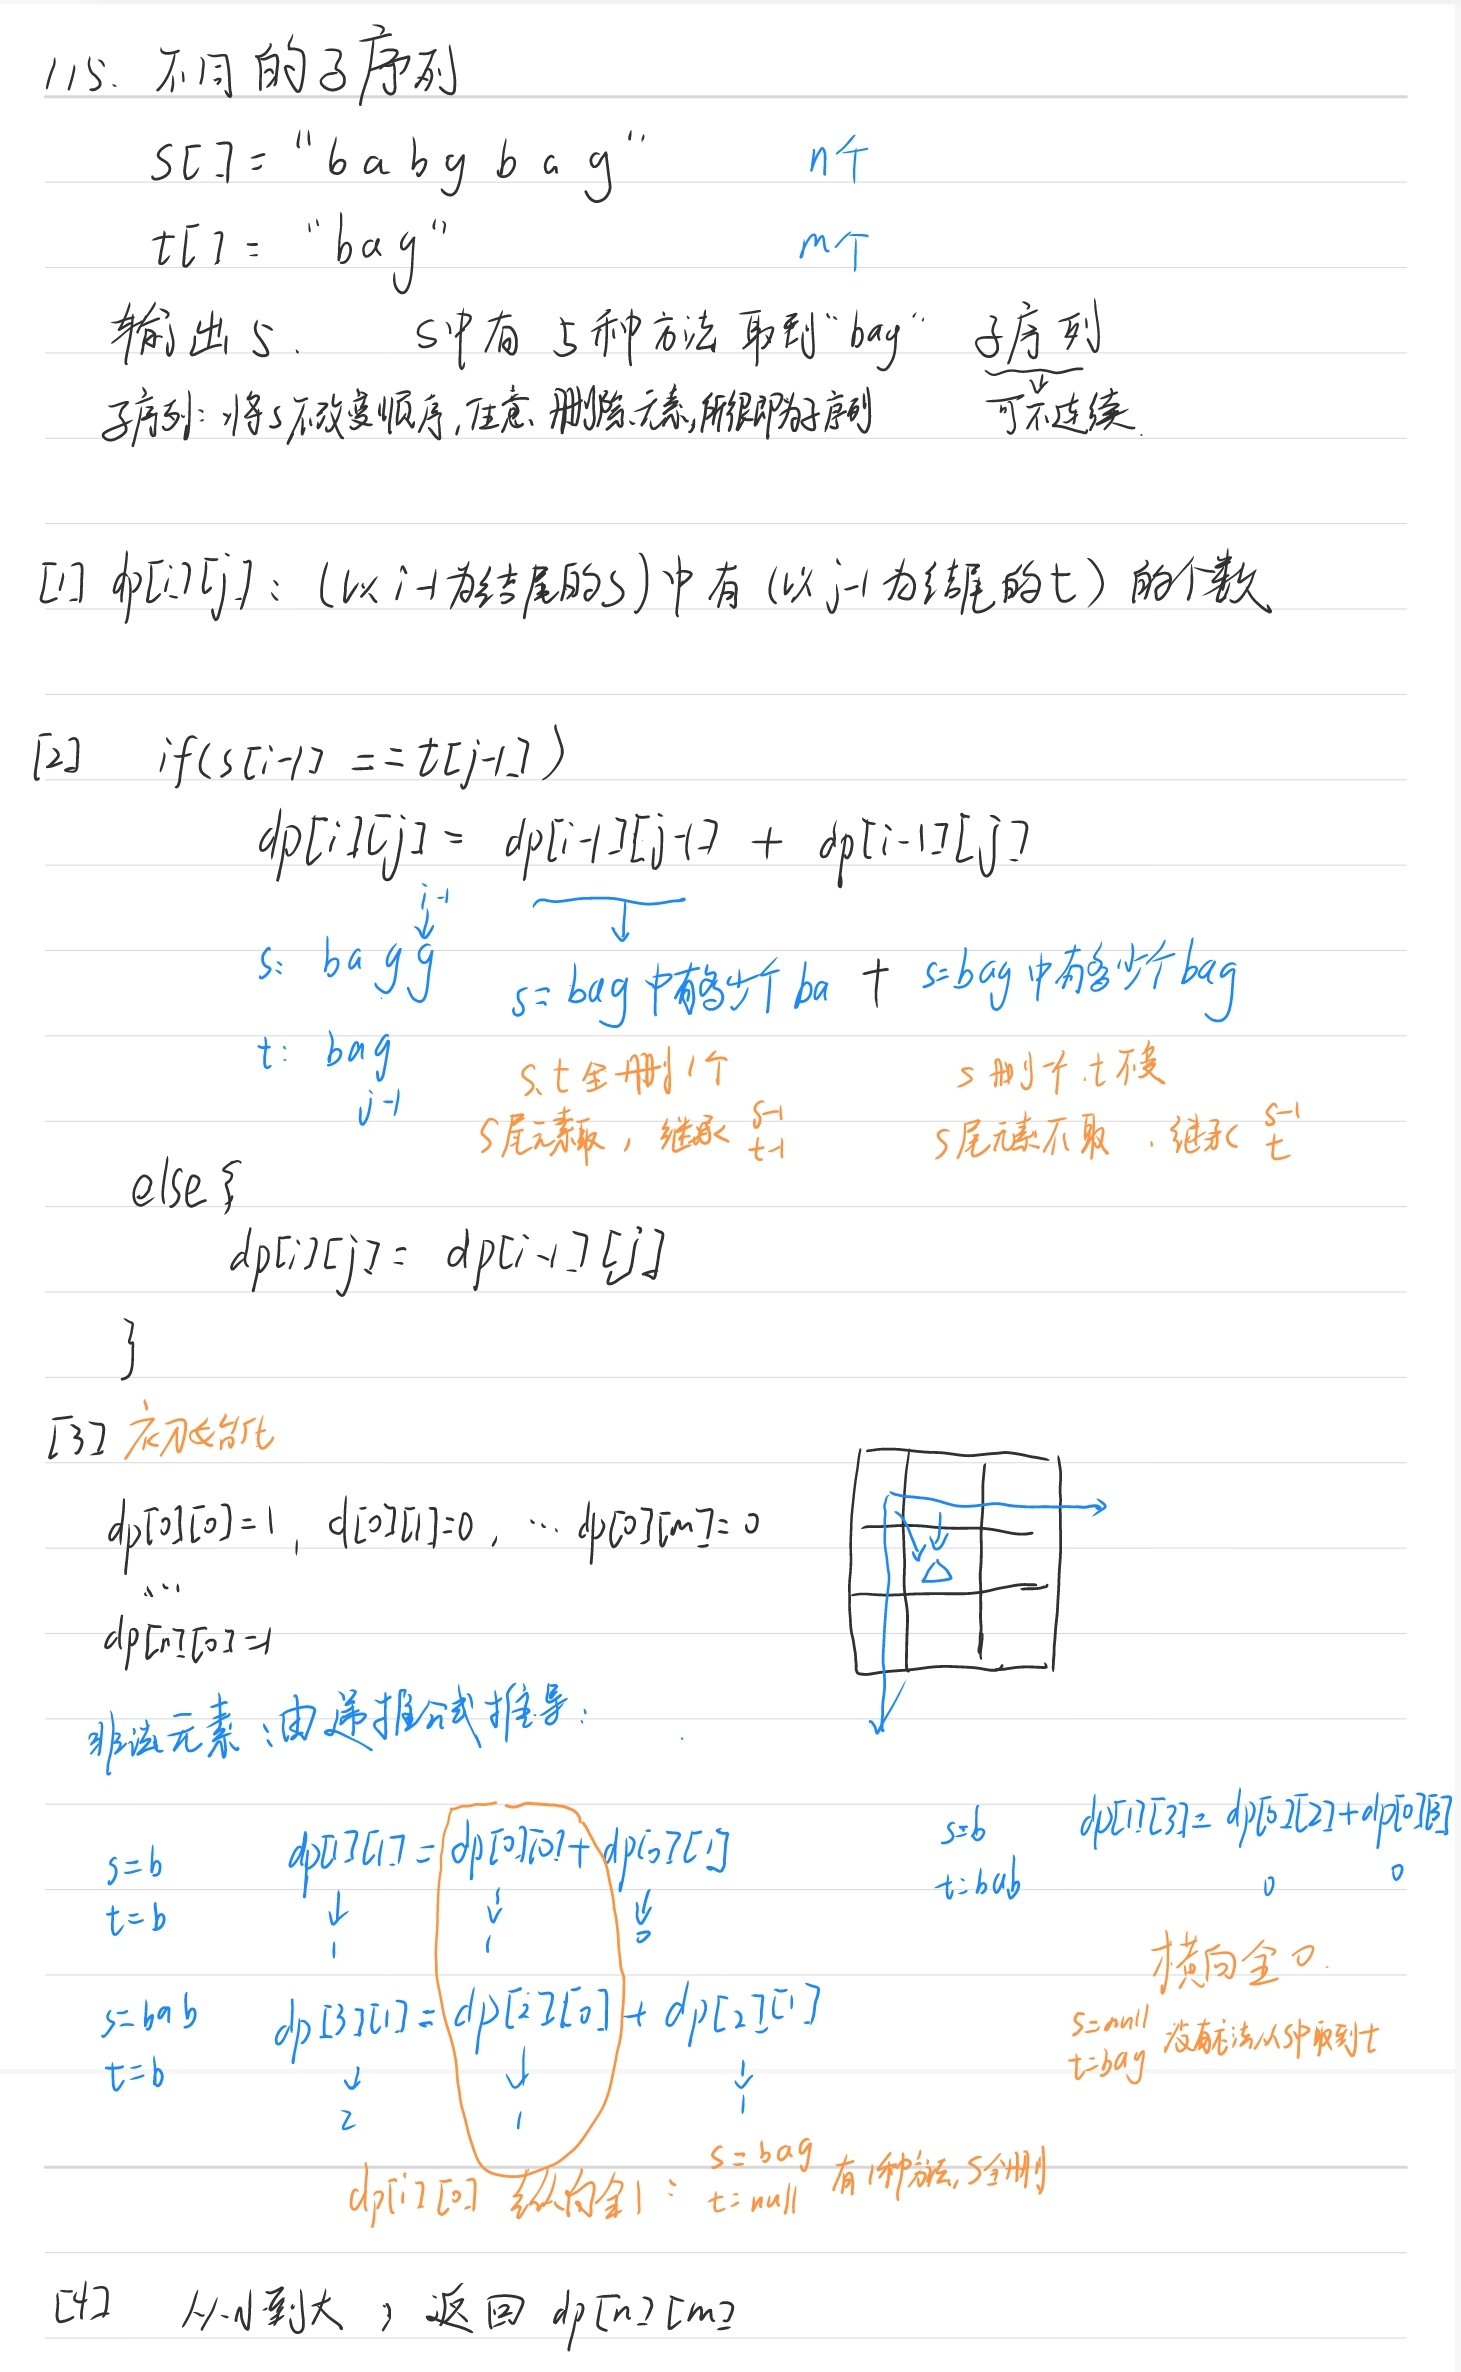 115. 不同的子序列
s[] = "babgbag" n个
t[] = "bag" m个
输出5. s中有5种方法取到"bag"子序列
可不连续.
子序列: 将s不改变顺序,任意删除元素,所得即为子序列
[1] dp[i][j]: (以i-1为结尾的s)中有(以j-1为结尾的t)的个数
[2] if(s[i-1] == t[j-1])
dp[i][j] = dp[i-1][j-1] + dp[i-1][j]
i-1
s: bagg s=bag中有多少个ba + s=bag中有多少个bag
t: bag s、t全删1个 s删1个.t不变
j-1 s尾元素取,继承 s-1 t-1 s尾元素不取.继承 s-1 t
else {
dp[i][j] = dp[i-1][j]
}
[3] 初始化
dp[0][0]=1, d[0][1]=0, … dp[0][m]=0
…
dp[n][0]=1
非法元素:由递推公式推导:
s=b dp[1][1] = dp[0][0] + dp[0][1] s=b dp[1][3] = dp[0][2]+dp[0][3]
t=b 1 1 0 t=bab 0 0
横向全0.
s=bab dp[3][1] = dp[2][0] + dp[2][1] s=null 没有方法从s中取到t
t=b 2 1 1 t=bag
dp[i][0] 纵向全1: s=bag t=null 有1种方法,s全删
[4] 从小到大, 返回 dp[n][m]